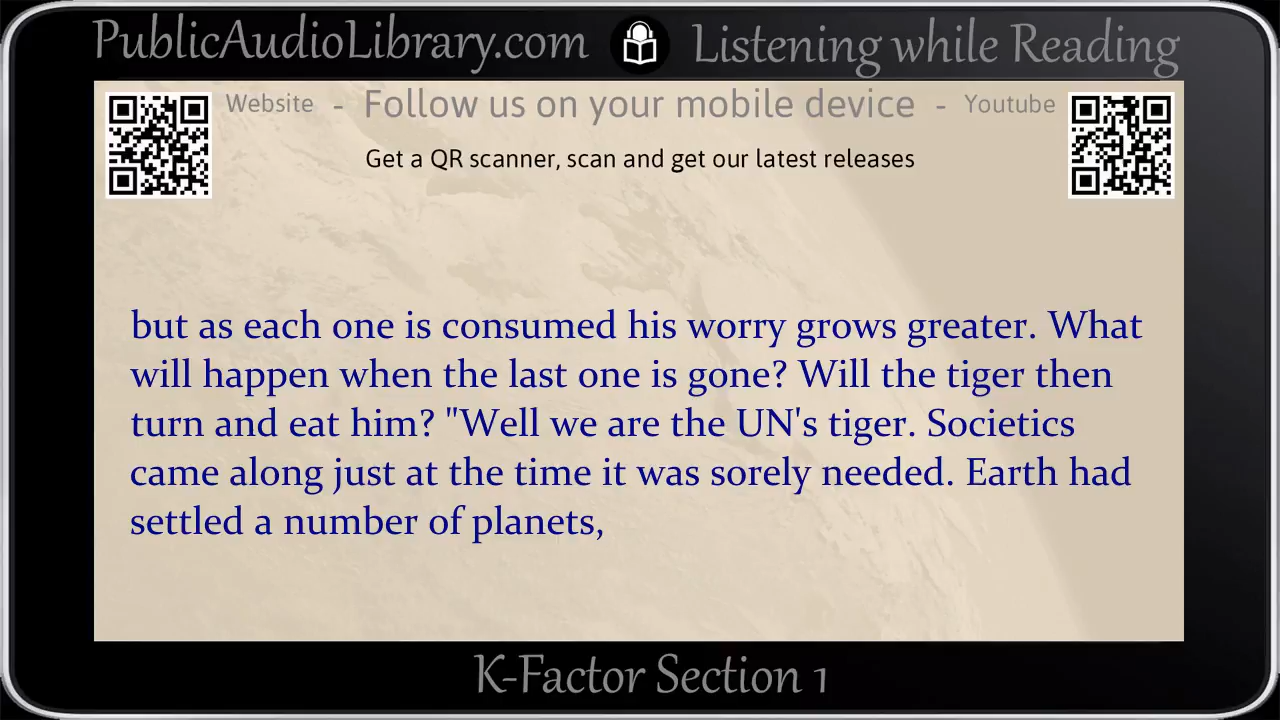 PublicAudioLibrary.com Listening while Reading
Website - Follow us on your mobile device - Youtube
Get a QR scanner, scan and get our latest releases
but as each one is consumed his worry grows greater. What
will happen when the last one is gone? Will the tiger then
turn and eat him? "Well we are the UN's tiger. Societics
came along just at the time it was sorely needed. Earth had
settled a number of planets,
K-Factor Section 1